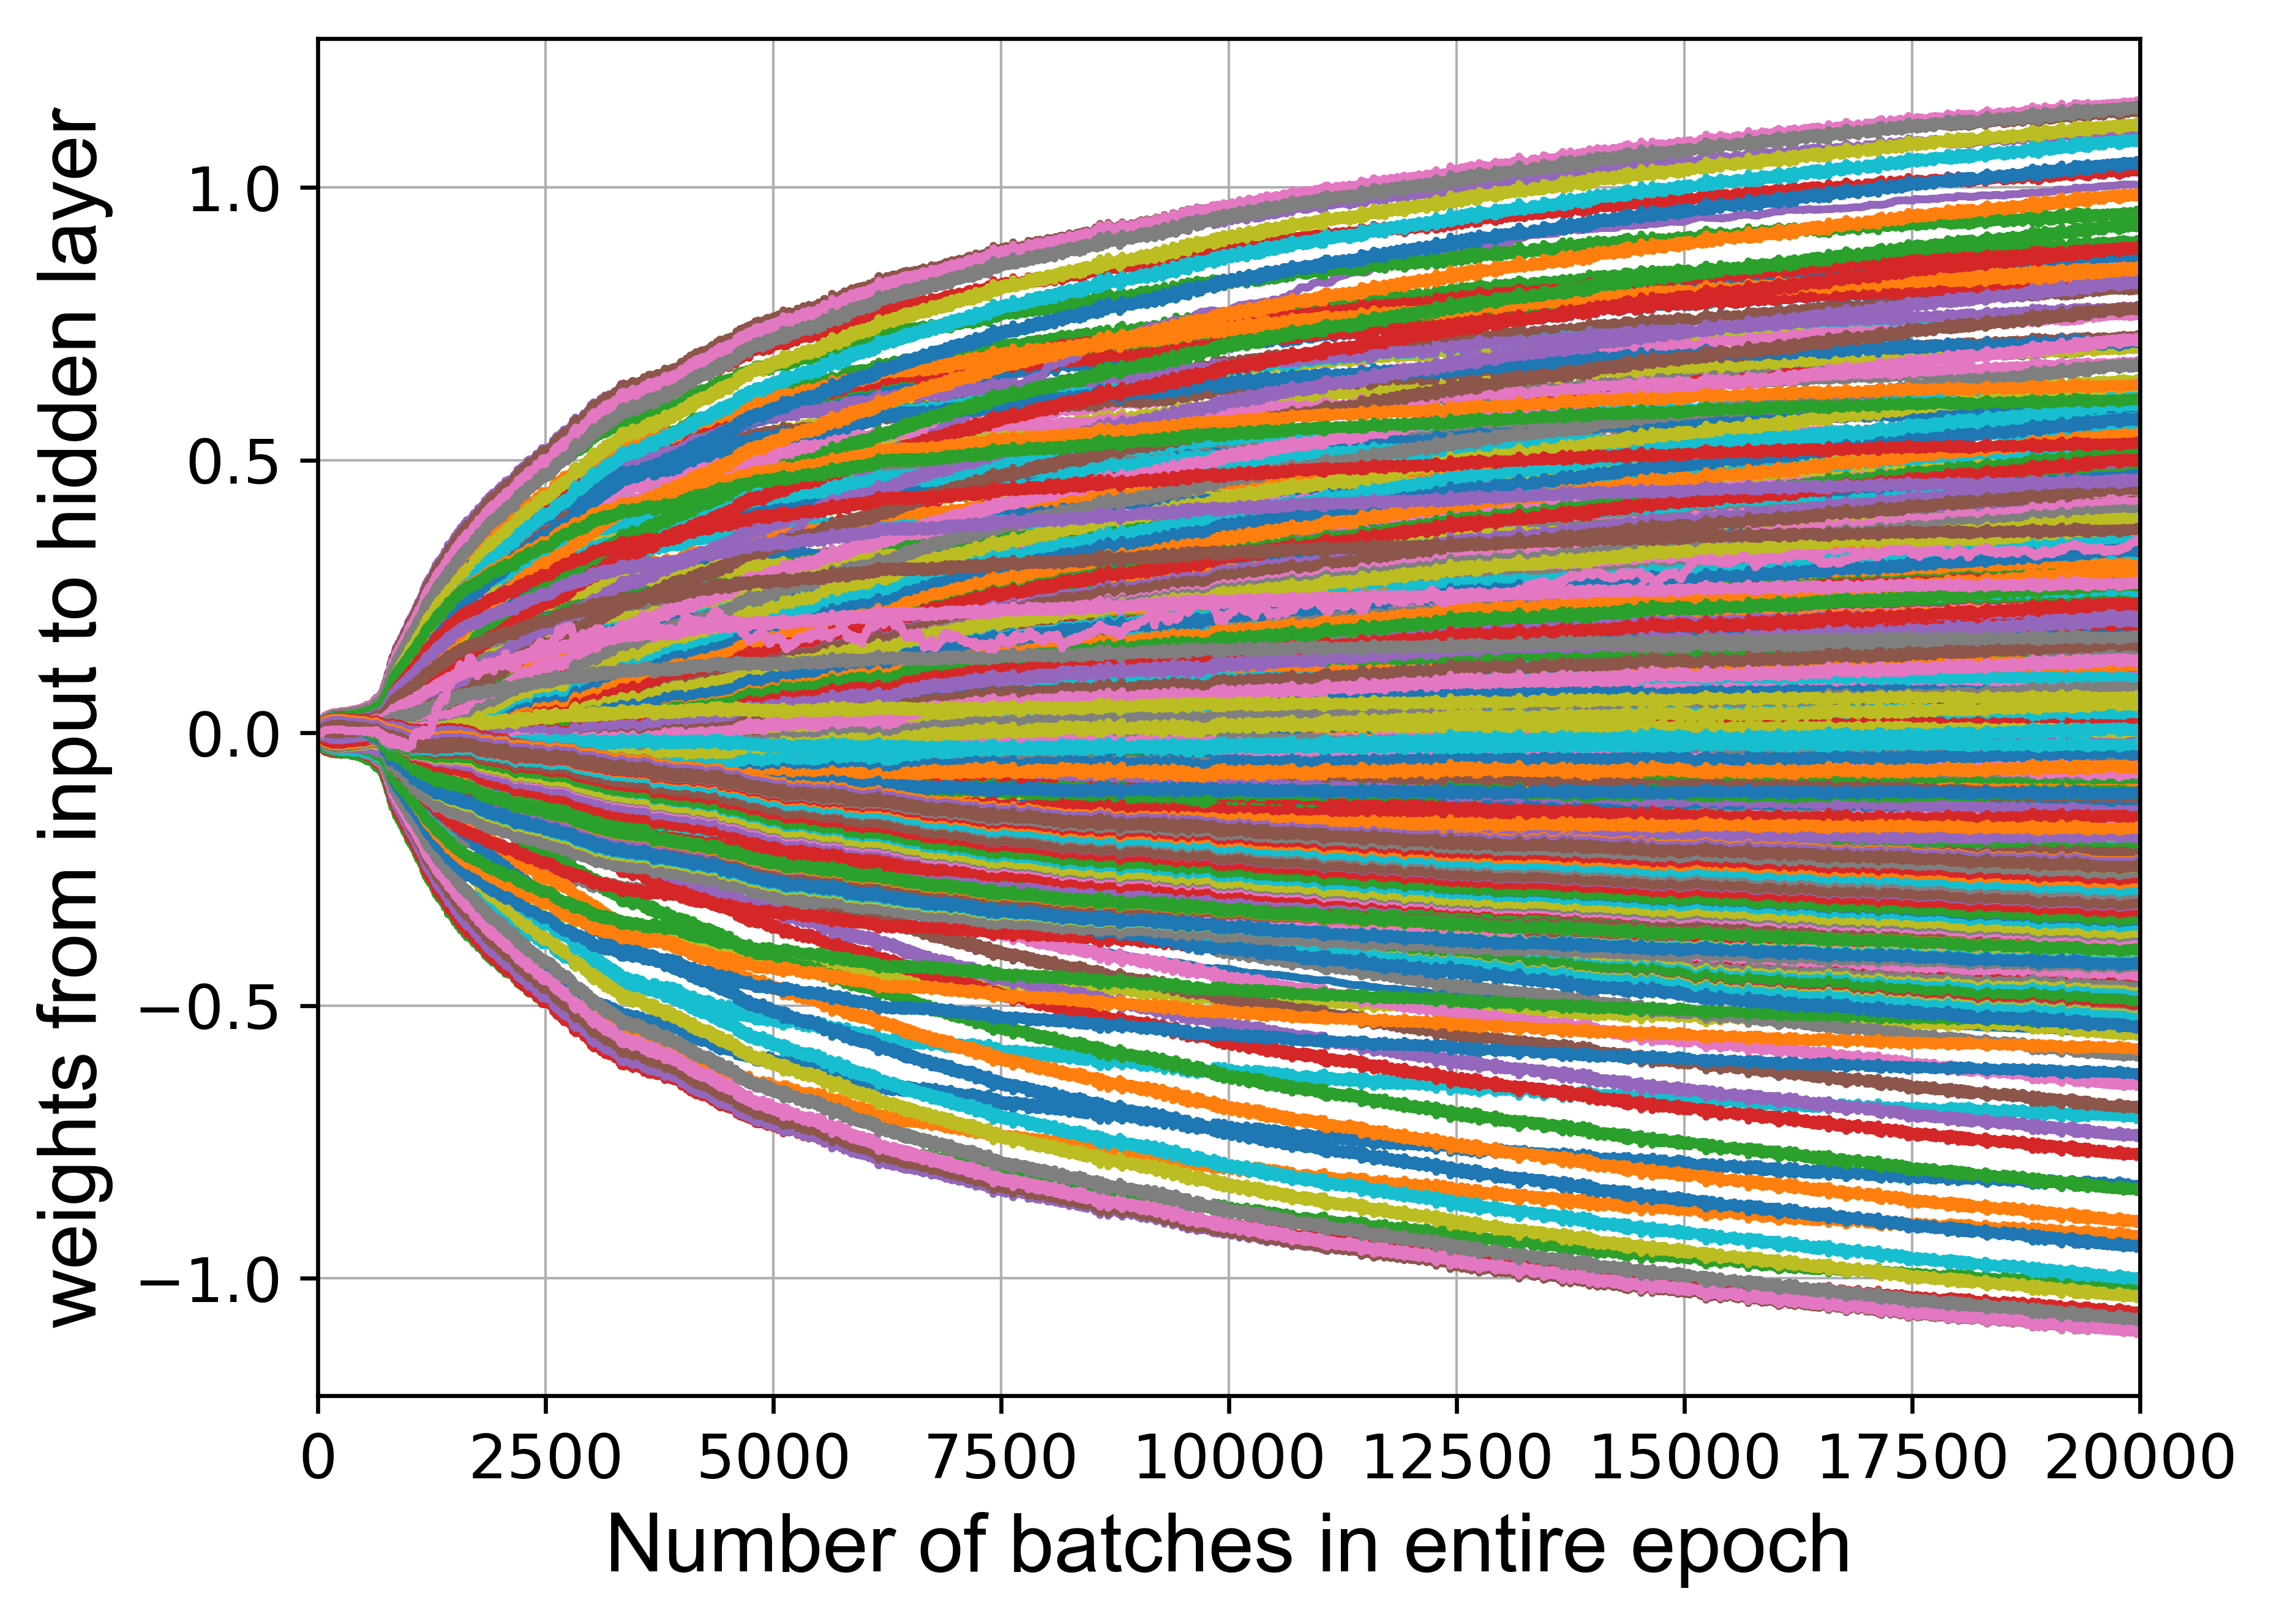 weights from input to hidden layer
1.0
0.5
0.0
−0.5
−1.0
0 2500 5000 7500 10000 12500 15000 17500 20000
Number of batches in entire epoch